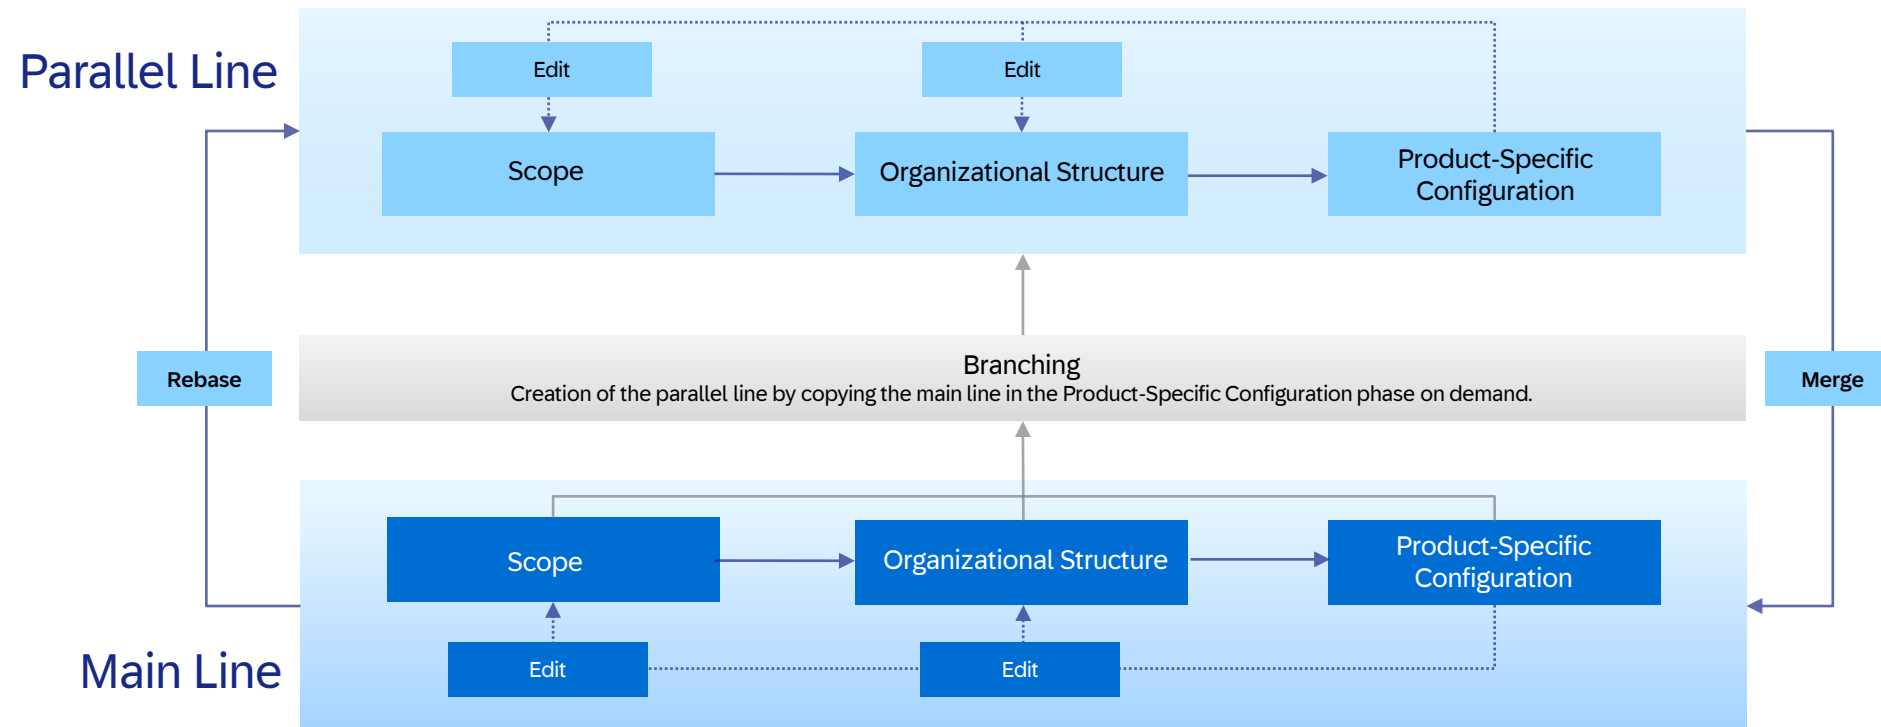 Parallel Line
Edit
Edit
Scope
Organizational Structure
Product-Specific
Configuration
Rebase
Branching
Creation of the parallel line by copying the main line in the Product-Specific Configuration phase on demand.
Merge
Scope
Organizational Structure
Product-Specific
Configuration
Main Line
Edit
Edit